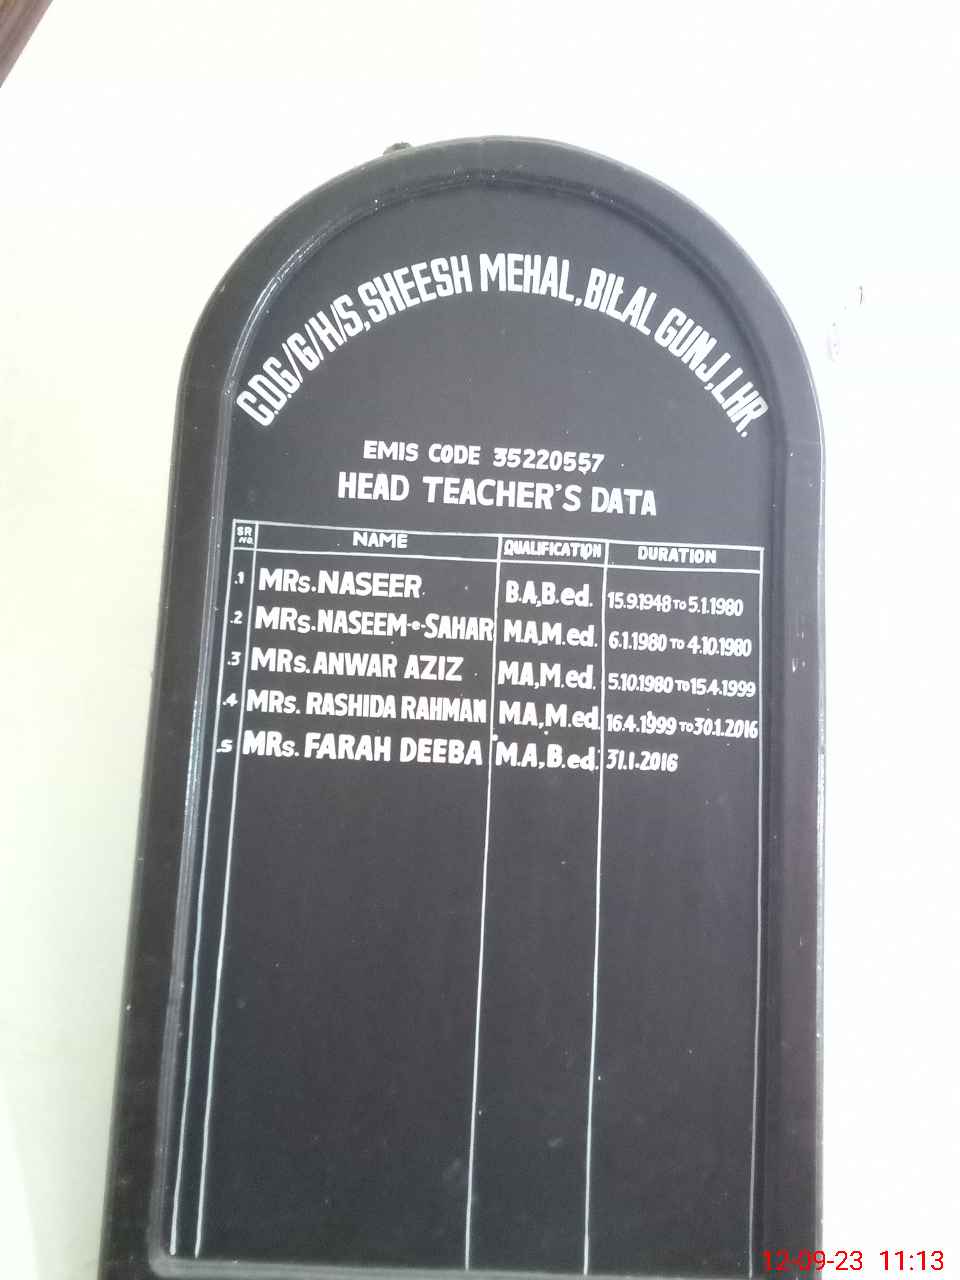 C.D.G/G/H/S, SHEESH MEHAL, BILAL GUNJ, LHR.
EMIS CODE 35220557
HEAD TEACHER'S DATA
SR NO. NAME QUALIFICATION DURATION
.1 MRs. NASEER B.A, B.ed. 15.9.1948 TO 5.1.1980
.2 MRs. NASEEM-e-SAHAR M.A, M.ed. 6.1.1980 TO 4.10.1980
.3 MRs. ANWAR AZIZ MA, M.ed. 5.10.1980 TO 15.4.1999
.4 MRs. RASHIDA RAHMAN M.A, M.ed. 16.4.1999 TO 30.1.2016
.5 MRs. FARAH DEEBA M.A, B.ed. 31.1.2016
12-09-23 11:13